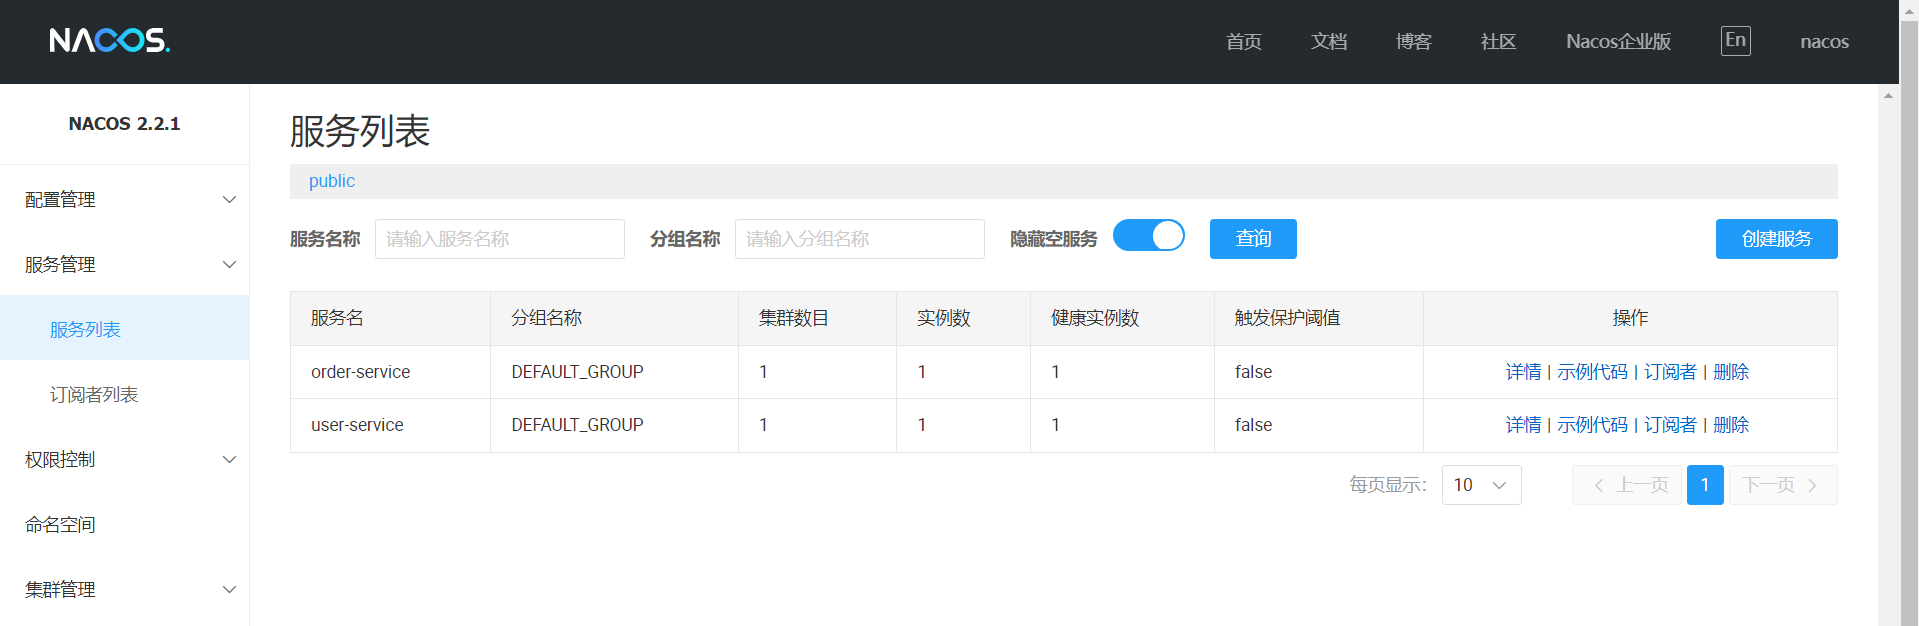 NACOS.
首页 文档 博客 社区 Nacos企业版 En nacos
NACOS 2.2.1
配置管理
服务管理
服务列表
订阅者列表
权限控制
命名空间
集群管理
服务列表
public
服务名称 请输入服务名称 分组名称 请输入分组名称 隐藏空服务 查询 创建服务
服务名 分组名称 集群数目 实例数 健康实例数 触发保护阈值 操作
order-service DEFAULT_GROUP 1 1 1 false 详情 | 示例代码 | 订阅者 | 删除
user-service DEFAULT_GROUP 1 1 1 false 详情 | 示例代码 | 订阅者 | 删除
每页显示： 10 上一页 1 下一页